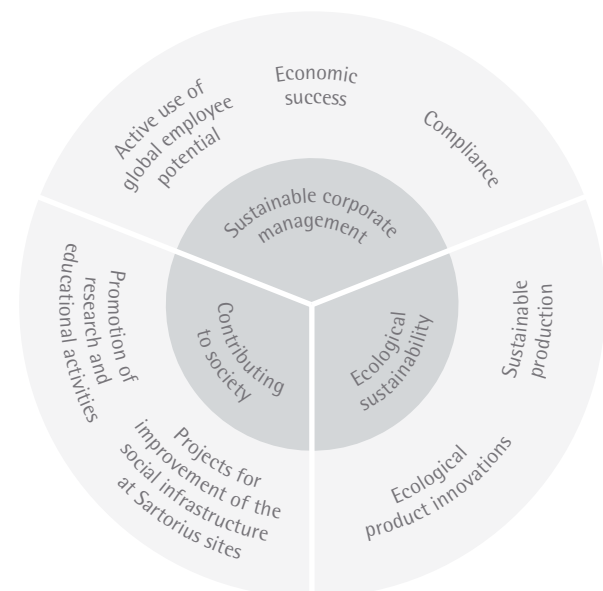 Active use of
global employee
potential
Economic
success
Compliance
Sustainable corporate
management
Contributing
to society
Ecological
sustainability
Promotion of
research and
educational activities
Projects for
improvement of the
social infrastructure
at Sartorius sites
Sustainable
production
Ecological
product innovations